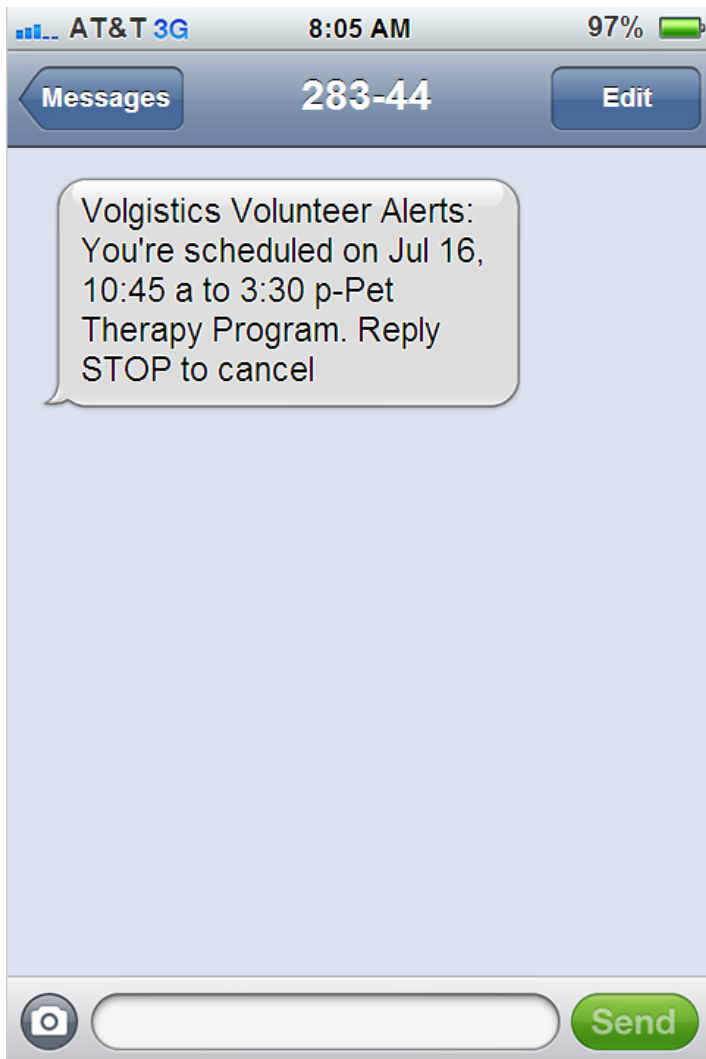 AT&T 3G 8:05 AM 97%
Messages 283-44 Edit
Volgistics Volunteer Alerts:
You're scheduled on Jul 16,
10:45 a to 3:30 p-Pet
Therapy Program. Reply
STOP to cancel
Send